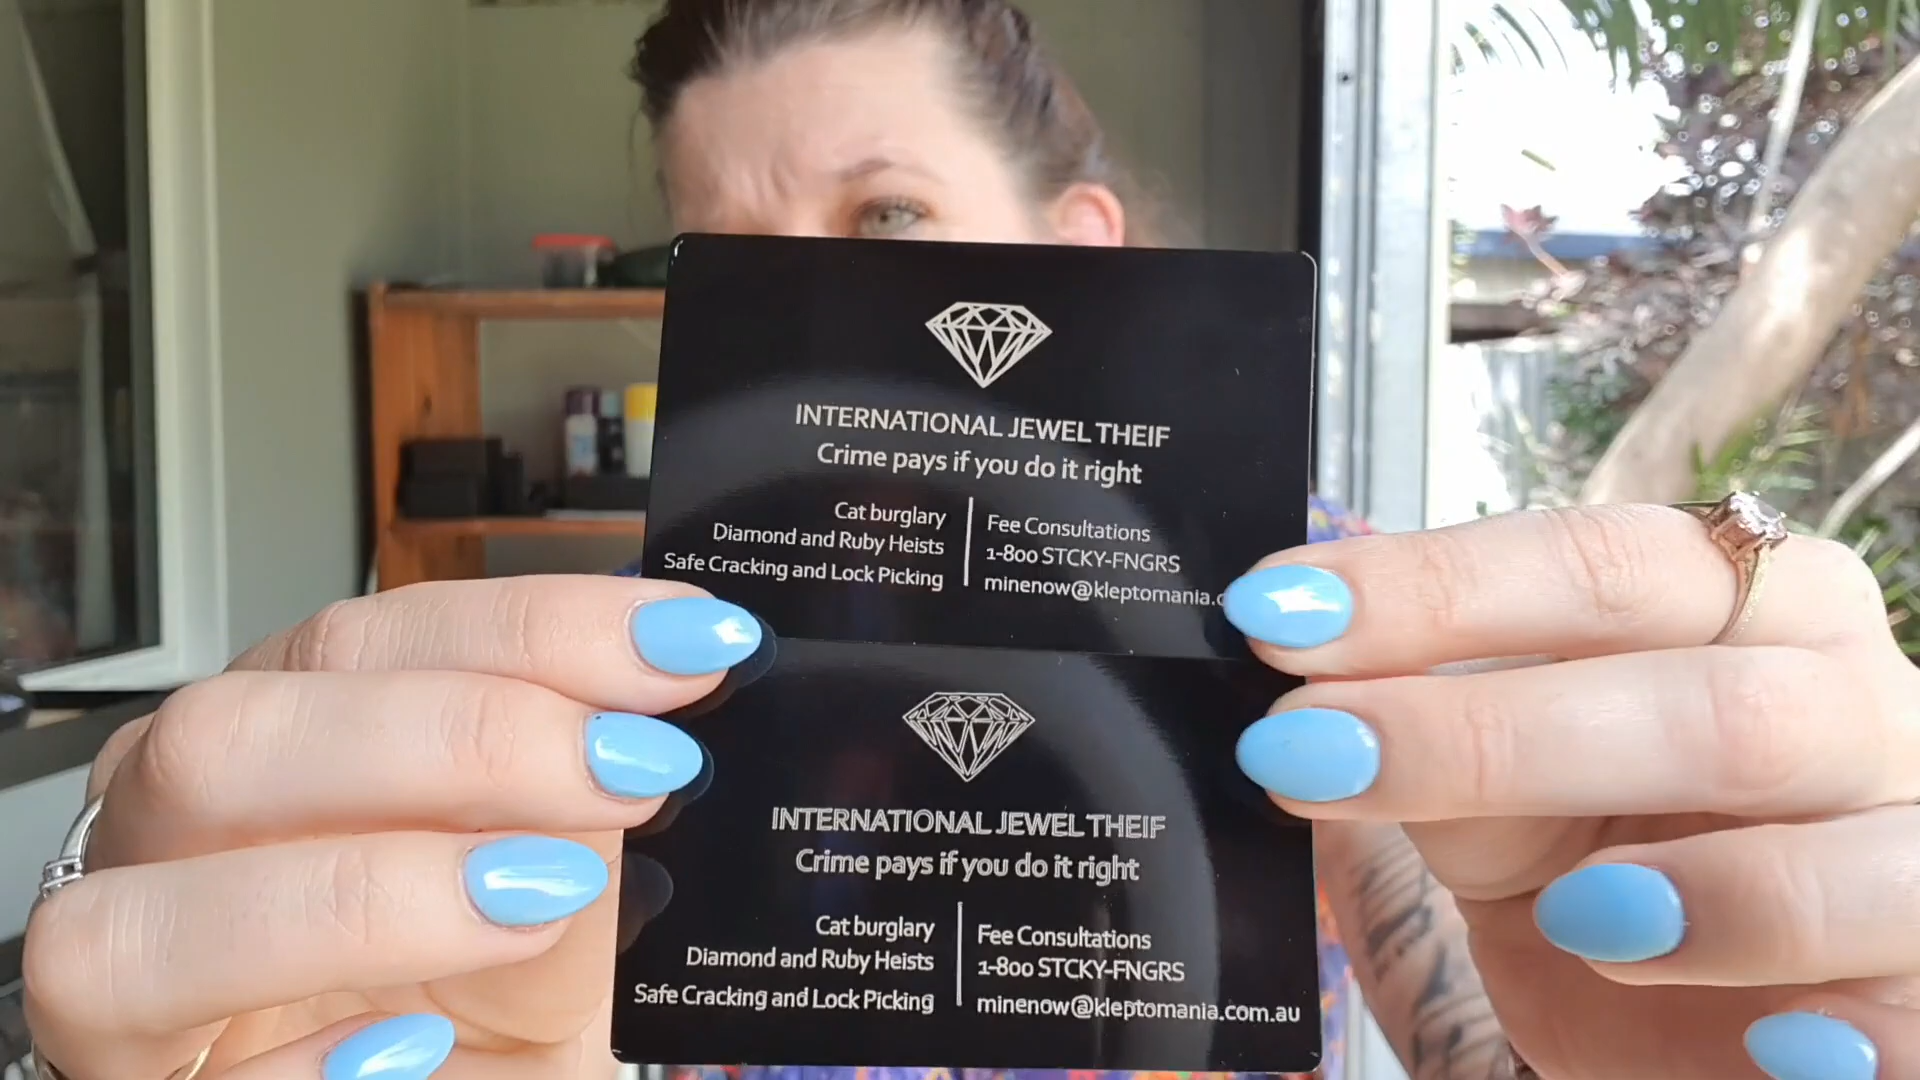 INTERNATIONAL JEWEL THEIF
Crime pays if you do it right
Cat burglary
Diamond and Ruby Heists
Safe Cracking and Lock Picking
Fee Consultations
1-800 STCKY-FNGRS
minenow@kleptomania.c
INTERNATIONAL JEWEL THEIF
Crime pays if you do it right
Cat burglary
Diamond and Ruby Heists
Safe Cracking and Lock Picking
Fee Consultations
1-800 STCKY-FNGRS
minenow@kleptomania.com.au